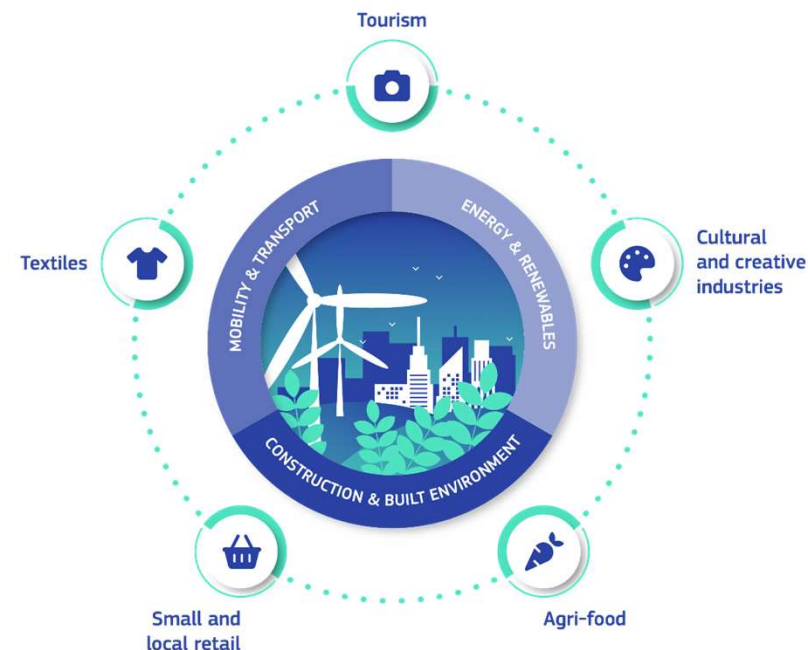 Tourism
MOBILITY & TRANSPORT
ENERGY & RENEWABLES
Textiles
Cultural
and creative
industries
CONSTRUCTION & BUILT ENVIRONMENT
Small and
local retail
Agri-food